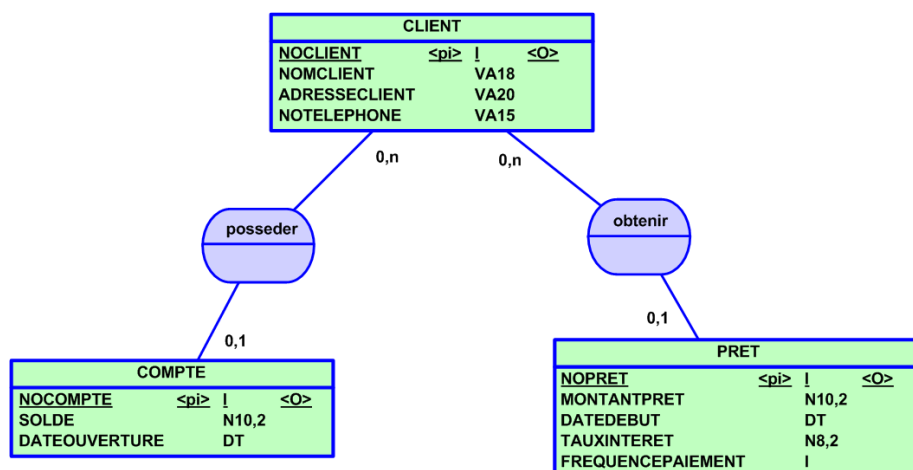 CLIENT
NOCLIENT <pi> I <O>
NOMCLIENT VA18
ADRESSECLIENT VA20
NOTELEPHONE VA15
0,n 0,n
posseder
obtenir
0,1
0,1
PRET
NOPRET <pi> I <O>
MONTANTPRET N10,2
DATEDEBUT DT
TAUXINTERET N8,2
FREQUENCEPAIEMENT I
COMPTE
NOCOMPTE <pi> I <O>
SOLDE N10,2
DATEOUVERTURE DT